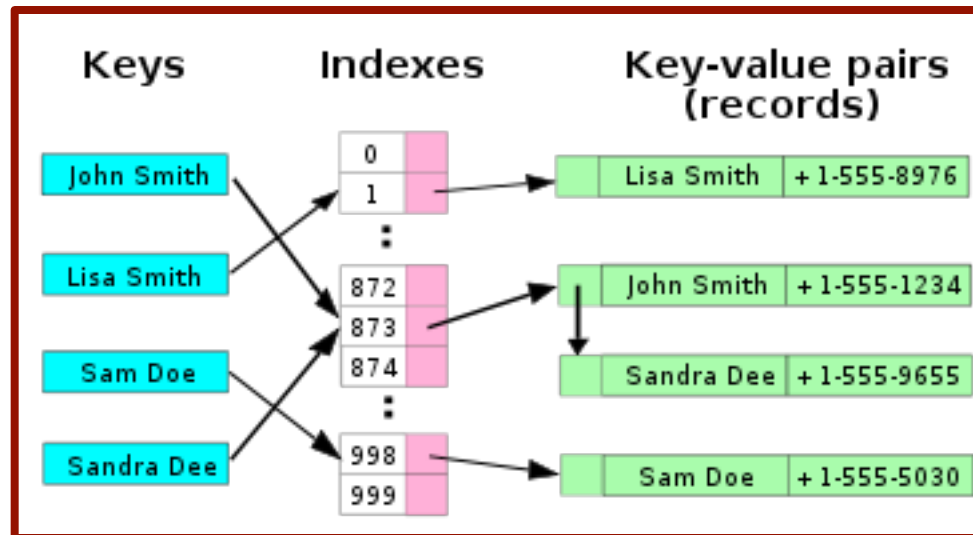 Keys
Indexes
Key-value pairs
(records)
John Smith
Lisa Smith
Sam Doe
Sandra Dee
0
1
:
872
873
874
:
998
999
Lisa Smith +1-555-8976
John Smith +1-555-1234
Sandra Dee +1-555-9655
Sam Doe +1-555-5030